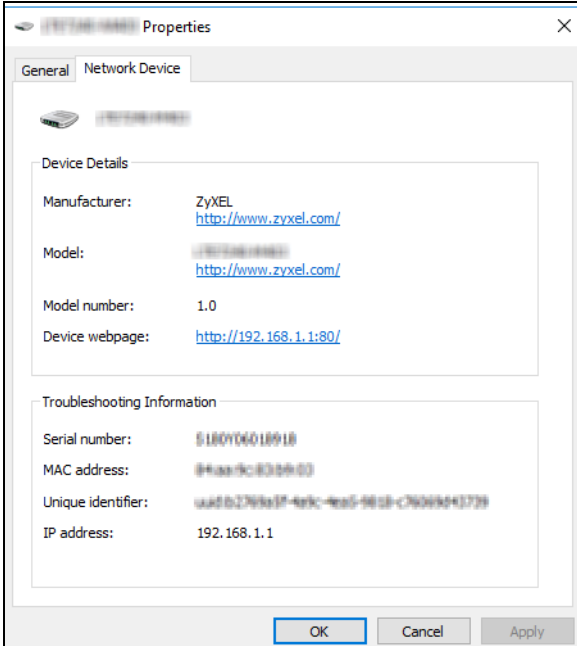 Properties
General
Network Device
Device Details
Manufacturer: ZyXEL
http://www.zyxel.com/
Model:
http://www.zyxel.com/
Model number: 1.0
Device webpage: http://192.168.1.1:80/
Troubleshooting Information
Serial number:
MAC address:
Unique identifier:
IP address: 192.168.1.1
OK
Cancel
Apply